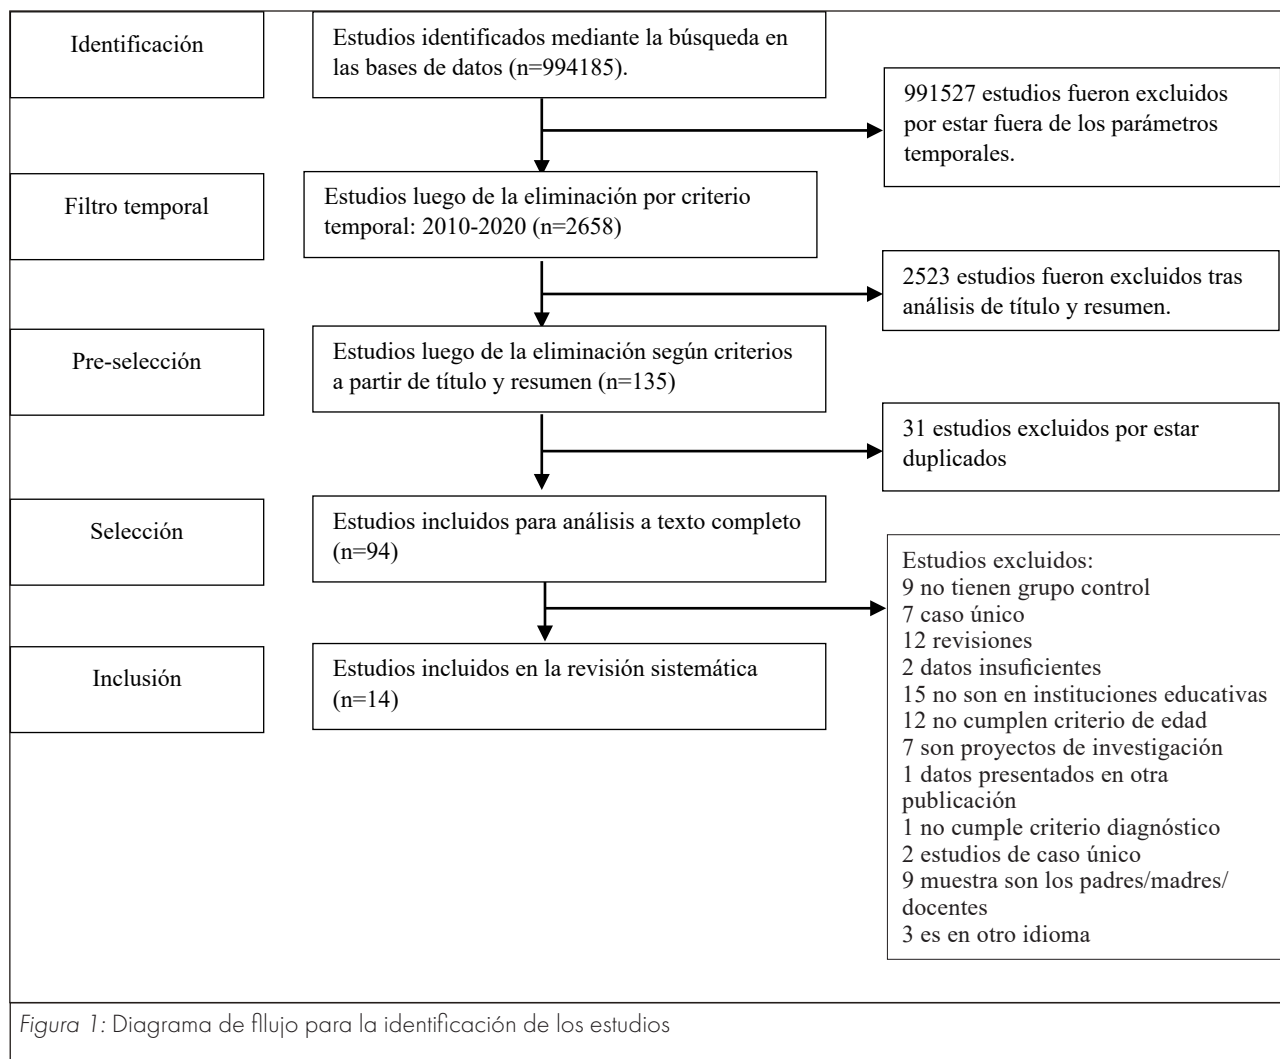 Identificación
Estudios identificados mediante la búsqueda en
las bases de datos (n=994185).
991527 estudios fueron excluidos
por estar fuera de los parámetros
temporales.
Filtro temporal
Estudios luego de la eliminación por criterio
temporal: 2010-2020 (n=2658)
2523 estudios fueron excluidos tras
análisis de título y resumen.
Pre-selección
Estudios luego de la eliminación según criterios
a partir de título y resumen (n=135)
31 estudios excluidos por estar
duplicados
Selección
Estudios incluidos para análisis a texto completo
(n=94)
Estudios excluidos:
9 no tienen grupo control
7 caso único
12 revisiones
2 datos insuficientes
15 no son en instituciones educativas
12 no cumplen criterio de edad
7 son proyectos de investigación
1 datos presentados en otra
publicación
1 no cumple criterio diagnóstico
2 estudios de caso único
9 muestra son los padres/madres/
docentes
3 es en otro idioma
Inclusión
Estudios incluidos en la revisión sistemática
(n=14)
Figura 1: Diagrama de fllujo para la identificación de los estudios